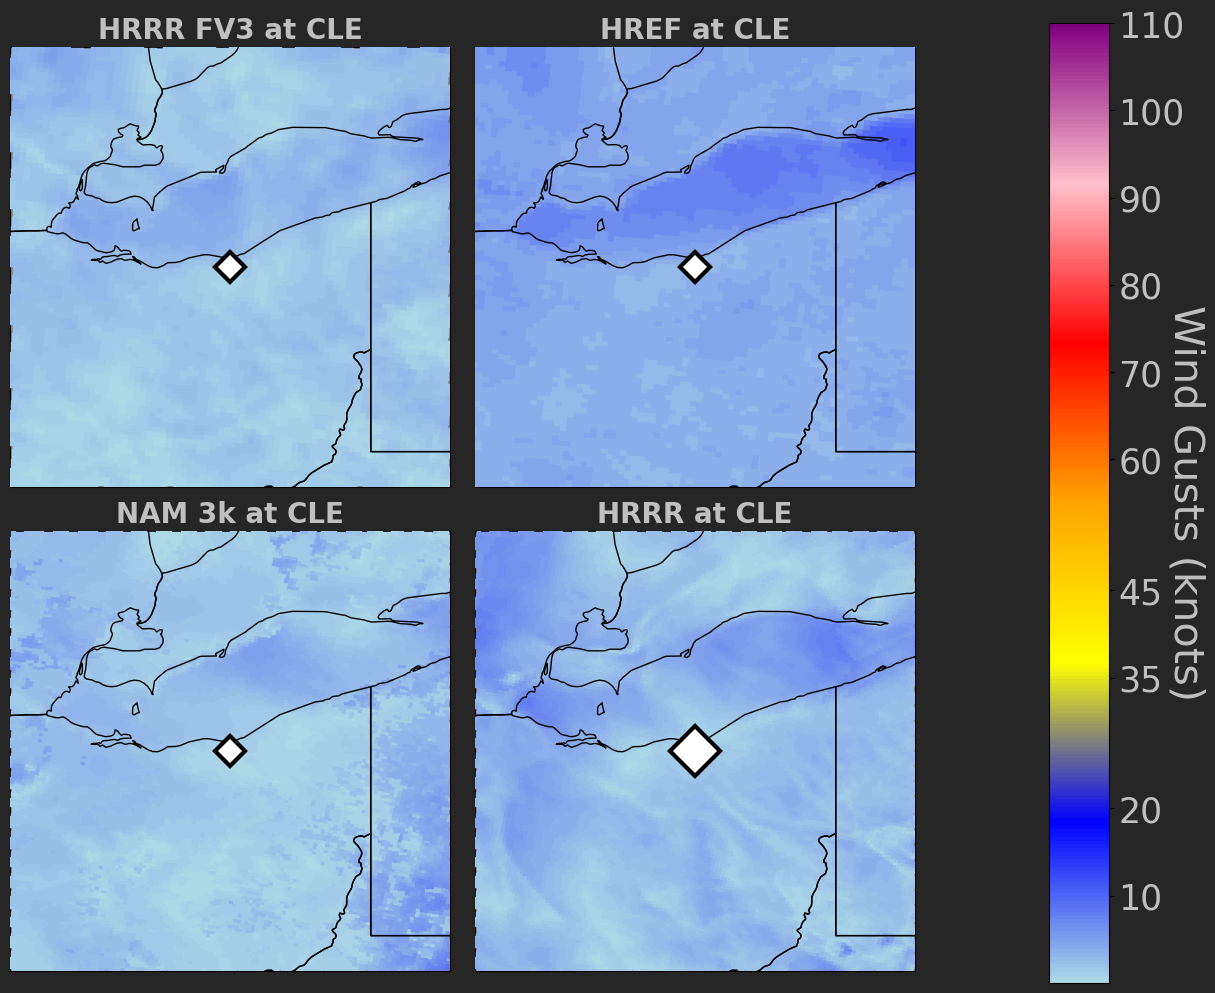 HRRR FV3 at CLE
HREF at CLE
NAM 3k at CLE
HRRR at CLE
110
100
90
80
70
60
45
35
20
10
Wind Gusts (knots)